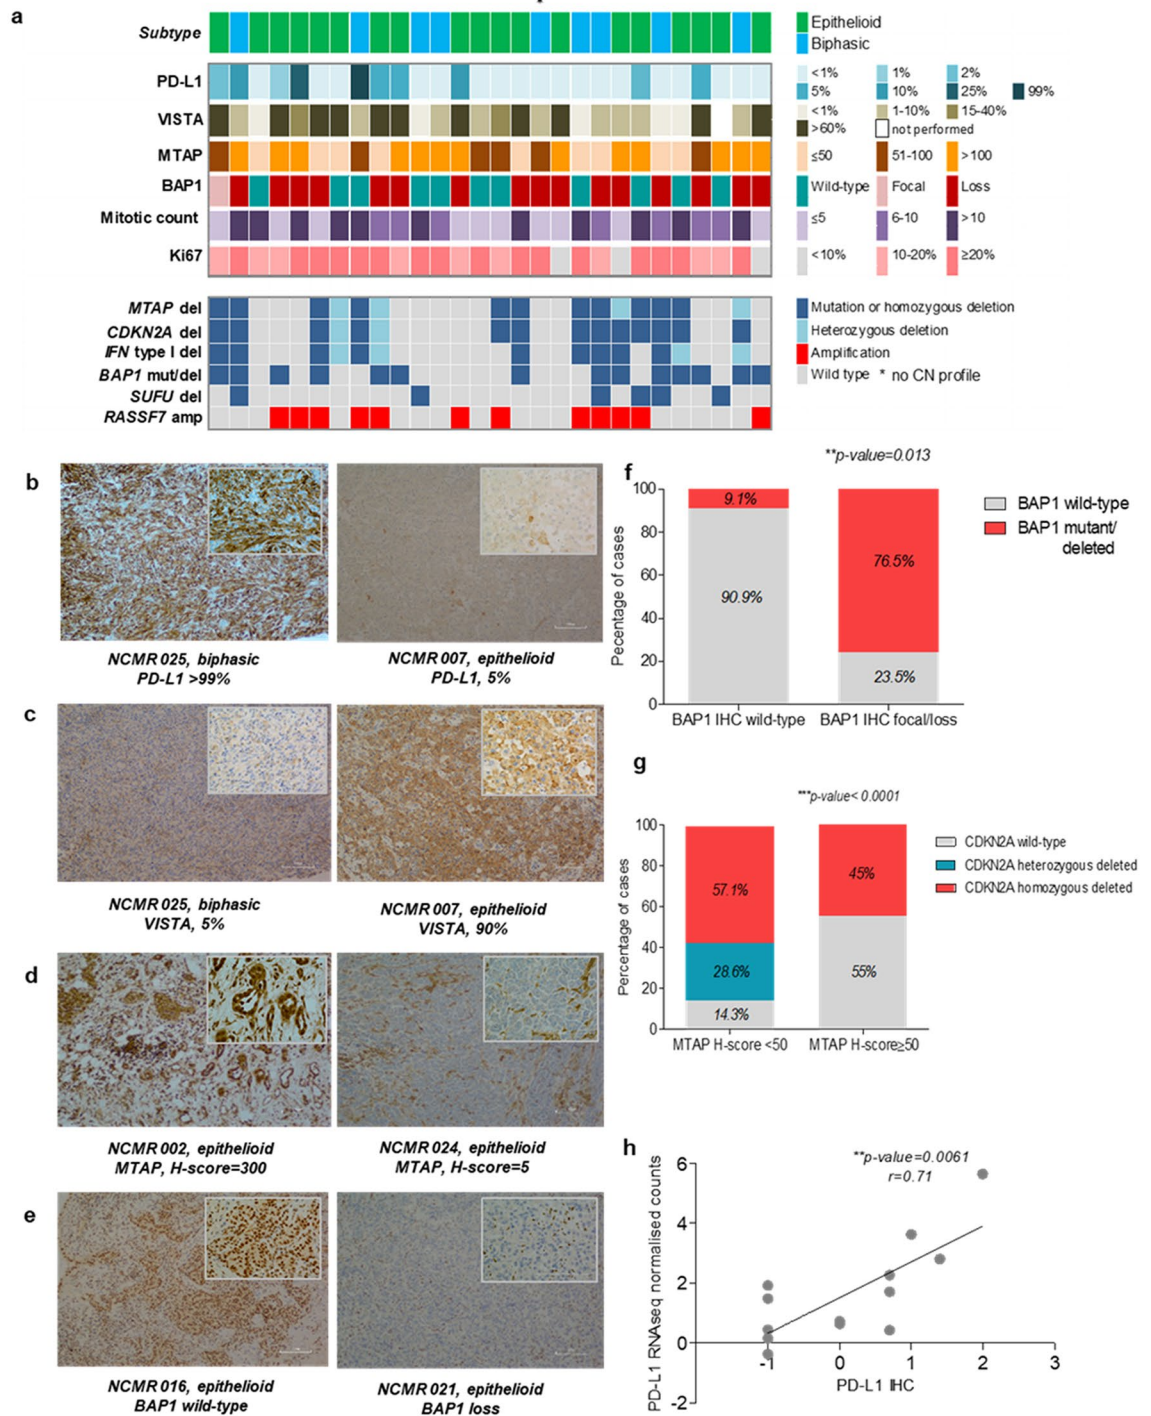 a
Subtype
Epithelioid
Biphasic
PD-L1
<1% 1% 2%
5% 10% 25% 99%
VISTA
<1% 1-10% 15-40%
>60% not performed
MTAP
≤50 51-100 >100
BAP1
Wild-type Focal Loss
Mitotic count
≤5 6-10 >10
Ki67
<10% 10-20% ≥20%
MTAP del
CDKN2A del
IFN type I del
BAP1 mut/del
SUFU del
RASSF7 amp
Mutation or homozygous deletion
Heterozygous deletion
Amplification
Wild type * no CN profile
b
NCMR 025, biphasic
PD-L1 >99%
NCMR 007, epithelioid
PD-L1, 5%
c
NCMR 025, biphasic
VISTA, 5%
NCMR 007, epithelioid
VISTA, 90%
d
NCMR 002, epithelioid
MTAP, H-score=300
NCMR 024, epithelioid
MTAP, H-score=5
e
NCMR 016, epithelioid
BAP1 wild-type
NCMR 021, epithelioid
BAP1 loss
f
**p-value=0.013
Pecentage of cases
100
80
60
40
20
0
9.1%
90.9%
76.5%
23.5%
BAP1 IHC wild-type BAP1 IHC focal/loss
BAP1 wild-type
BAP1 mutant/
deleted
g
***p-value< 0.0001
Percentage of cases
100
80
60
40
20
0
57.1%
28.6%
14.3%
45%
55%
MTAP H-score <50 MTAP H-score≥50
CDKN2A wild-type
CDKN2A heterozygous deleted
CDKN2A homozygous deleted
h
**p-value=0.0061
r=0.71
PD-L1 RNAseq normalised counts
6
4
2
0
-2
-1 0 1 2 3
PD-L1 IHC